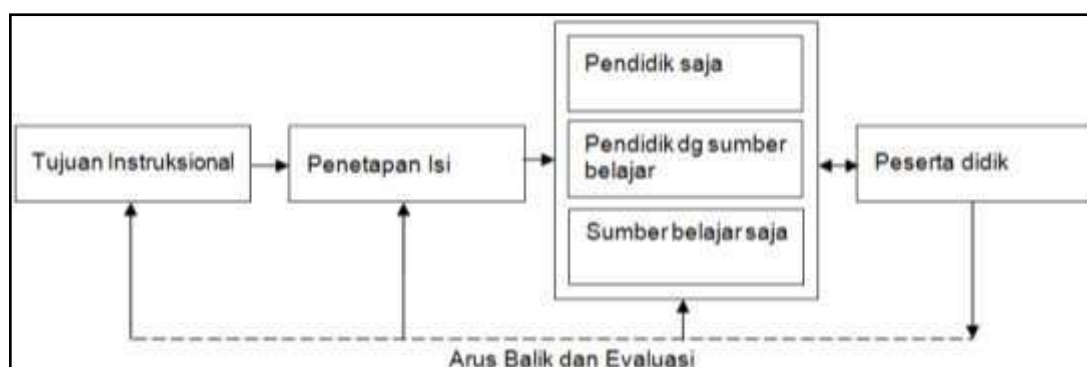 Tujuan Instruksional
Penetapan Isi
Pendidik saja
Pendidik dg sumber
belajar
Sumber belajar saja
Peserta didik
Arus Balik dan Evaluasi